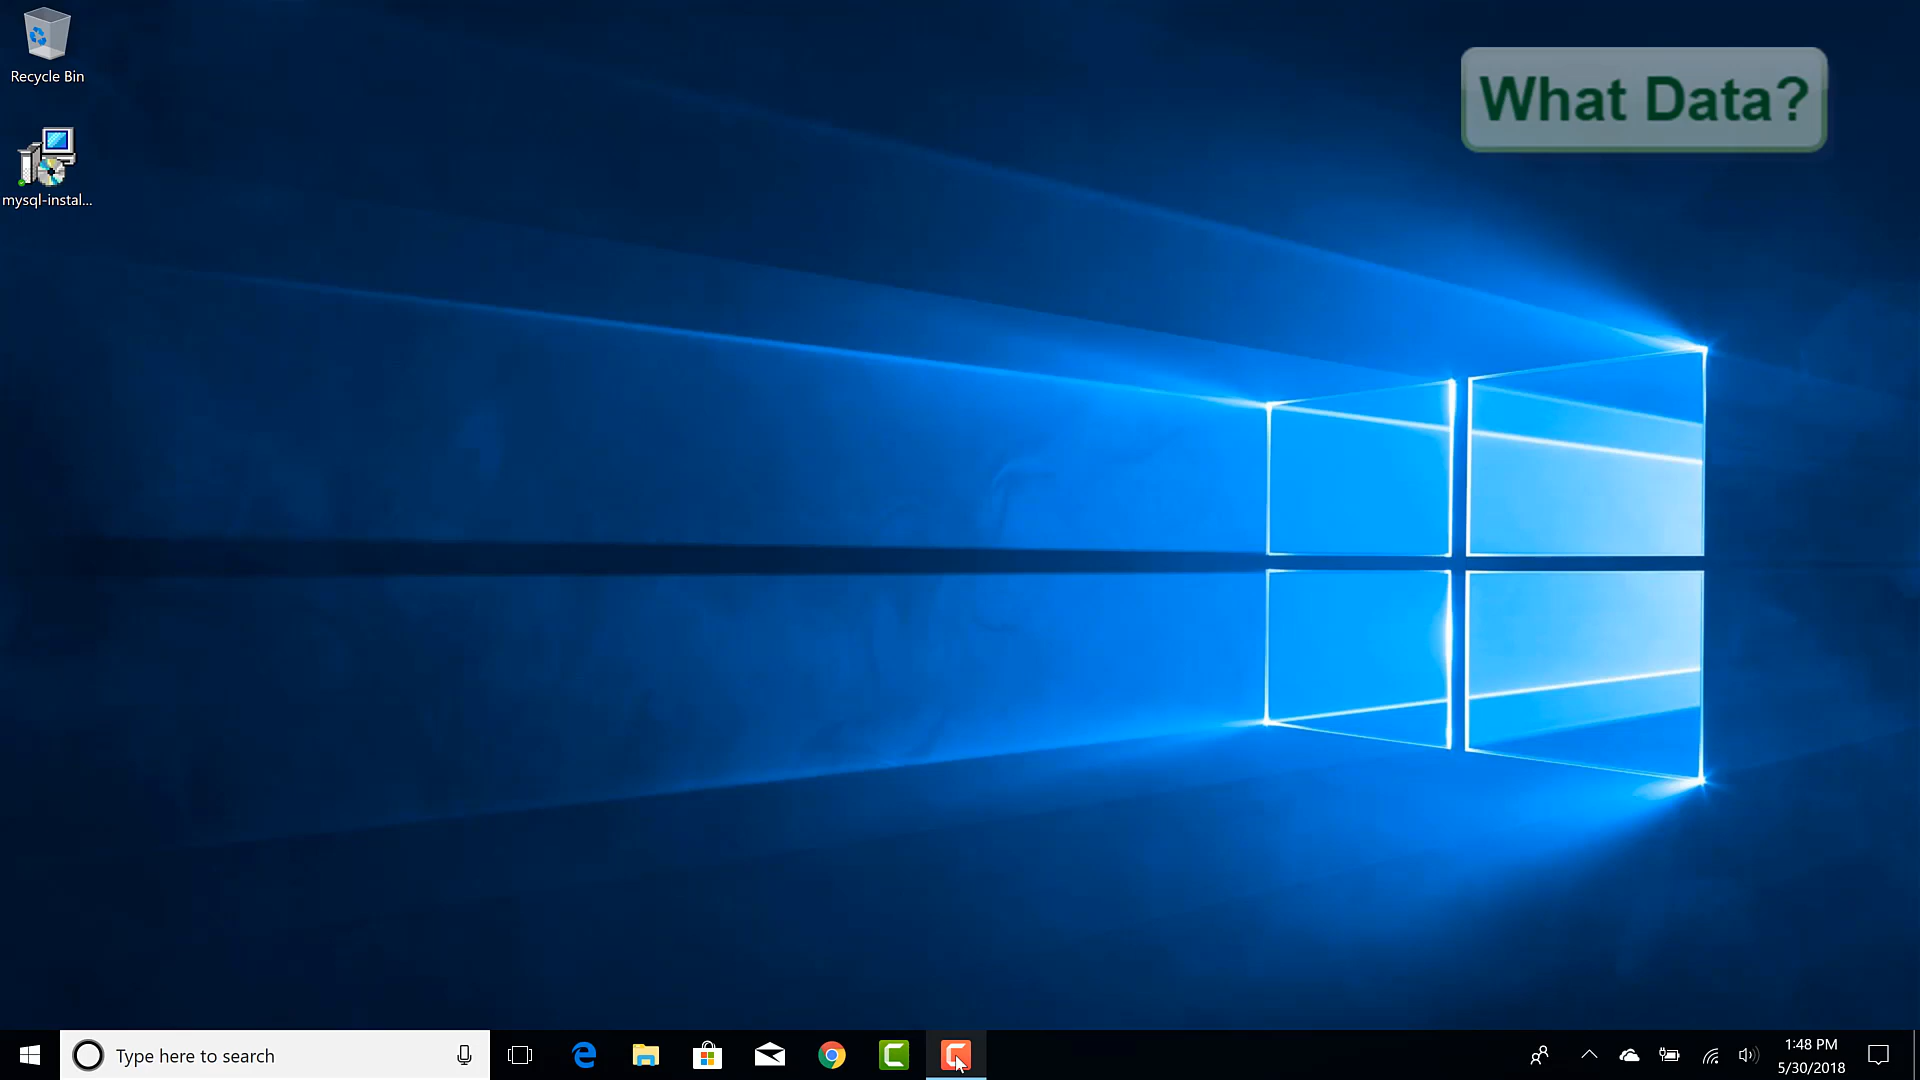 Recycle Bin
What Data?
mysql-instal...
Type here to search
1:48 PM
5/30/2018